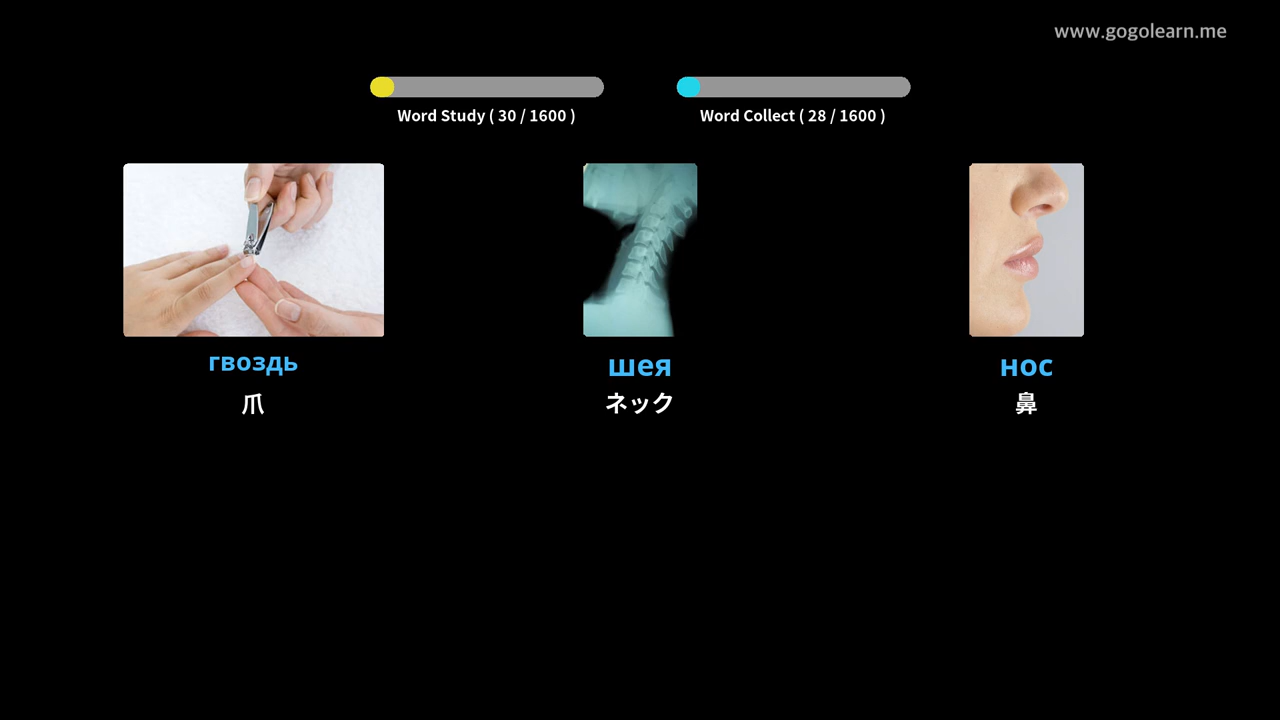 www.gogolearn.me
Word Study ( 30 / 1600 )
Word Collect ( 28 / 1600 )
гвоздь
шея
нос
爪
ネック
鼻